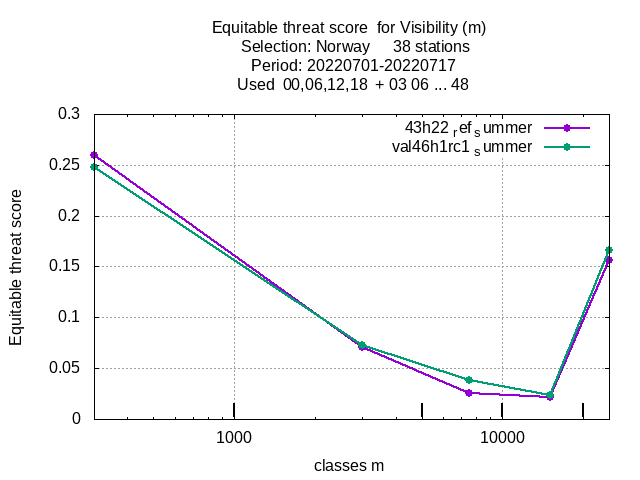 Equitable threat score for Visibility (m)
Selection: Norway 38 stations
Period: 20220701-20220717
Used 00,06,12,18 + 03 06 ... 48
43h22 ref summer
val46h1rc1 summer
0.3
0.25
0.2
0.15
0.1
0.05
0
Equitable threat score
1000
10000
classes m